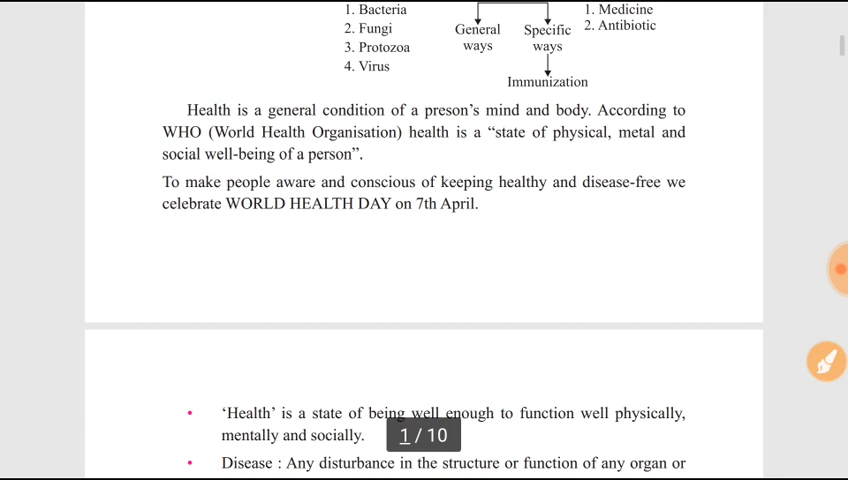 1. Bacteria
2. Fungi
3. Protozoa
4. Virus
General ways
Specific ways
Immunization
1. Medicine
2. Antibiotic
Health is a general condition of a preson's mind and body. According to
WHO (World Health Organisation) health is a “state of physical, metal and
social well-being of a person”.
To make people aware and conscious of keeping healthy and disease-free we
celebrate WORLD HEALTH DAY on 7th April.
• ‘Health’ is a state of being well enough to function well physically,
mentally and socially.
1 / 10
• Disease : Any disturbance in the structure or function of any organ or